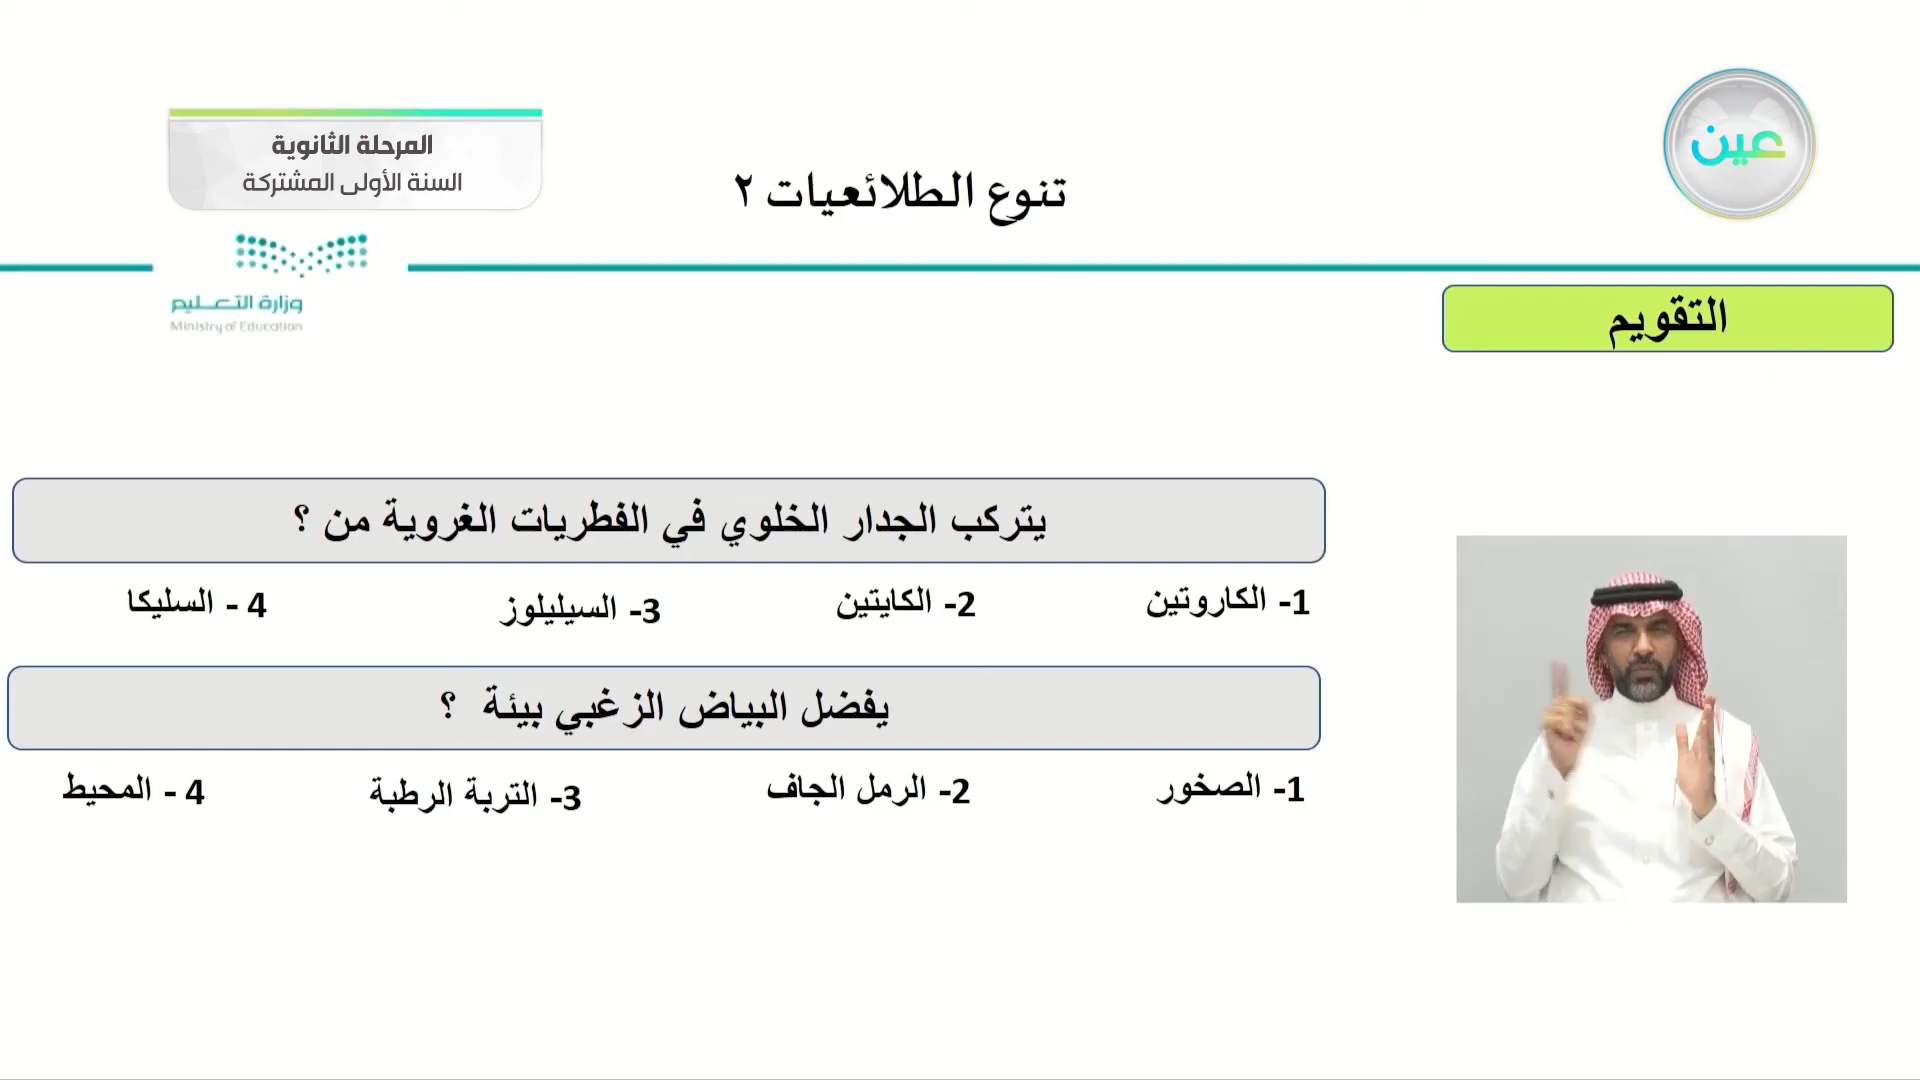 عين
المرحلة الثانوية
السنة الأولى المشتركة
تنوع الطلائعيات ٢
وزارة التعليم
Ministry of Education
التقويم
يتركب الجدار الخلوي في الفطريات الغروية من ؟
1- الكاروتين 2- الكايتين 3- السيليلوز 4 - السليكا
يفضل البياض الزغبي بيئة ؟
1- الصخور 2- الرمل الجاف 3- التربة الرطبة 4 - المحيط